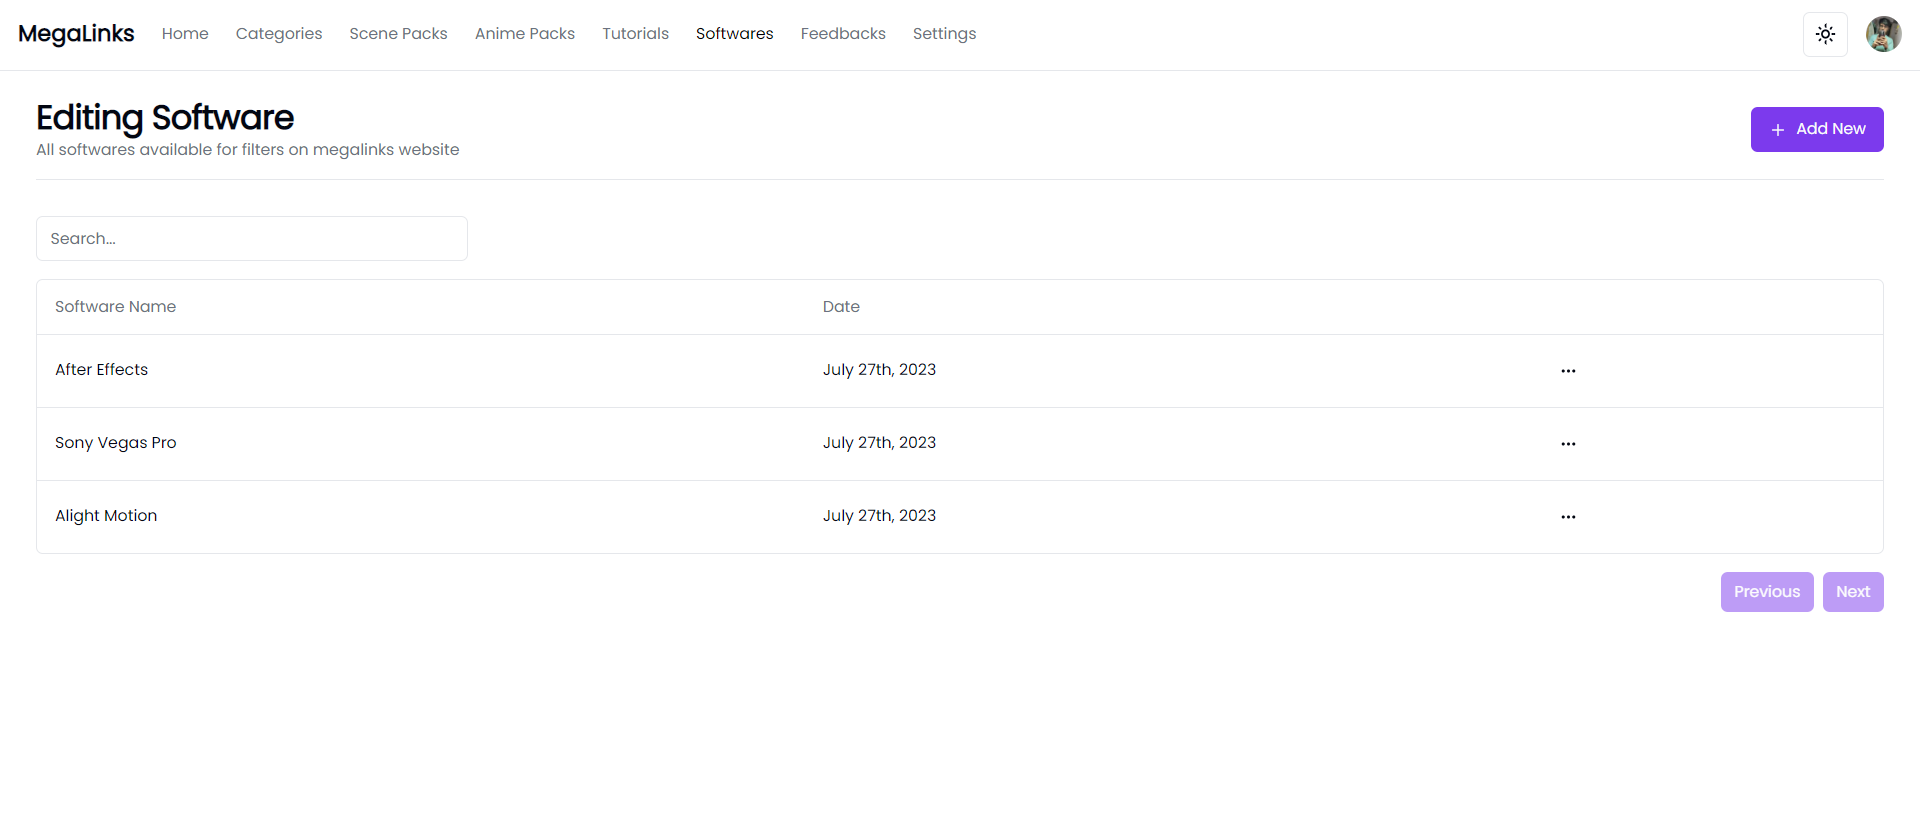 MegaLinks Home Categories Scene Packs Anime Packs Tutorials Softwares Feedbacks Settings
Editing Software
All softwares available for filters on megalinks website
+ Add New
Search...
Software Name Date
After Effects July 27th, 2023 ...
Sony Vegas Pro July 27th, 2023 ...
Alight Motion July 27th, 2023 ...
Previous Next